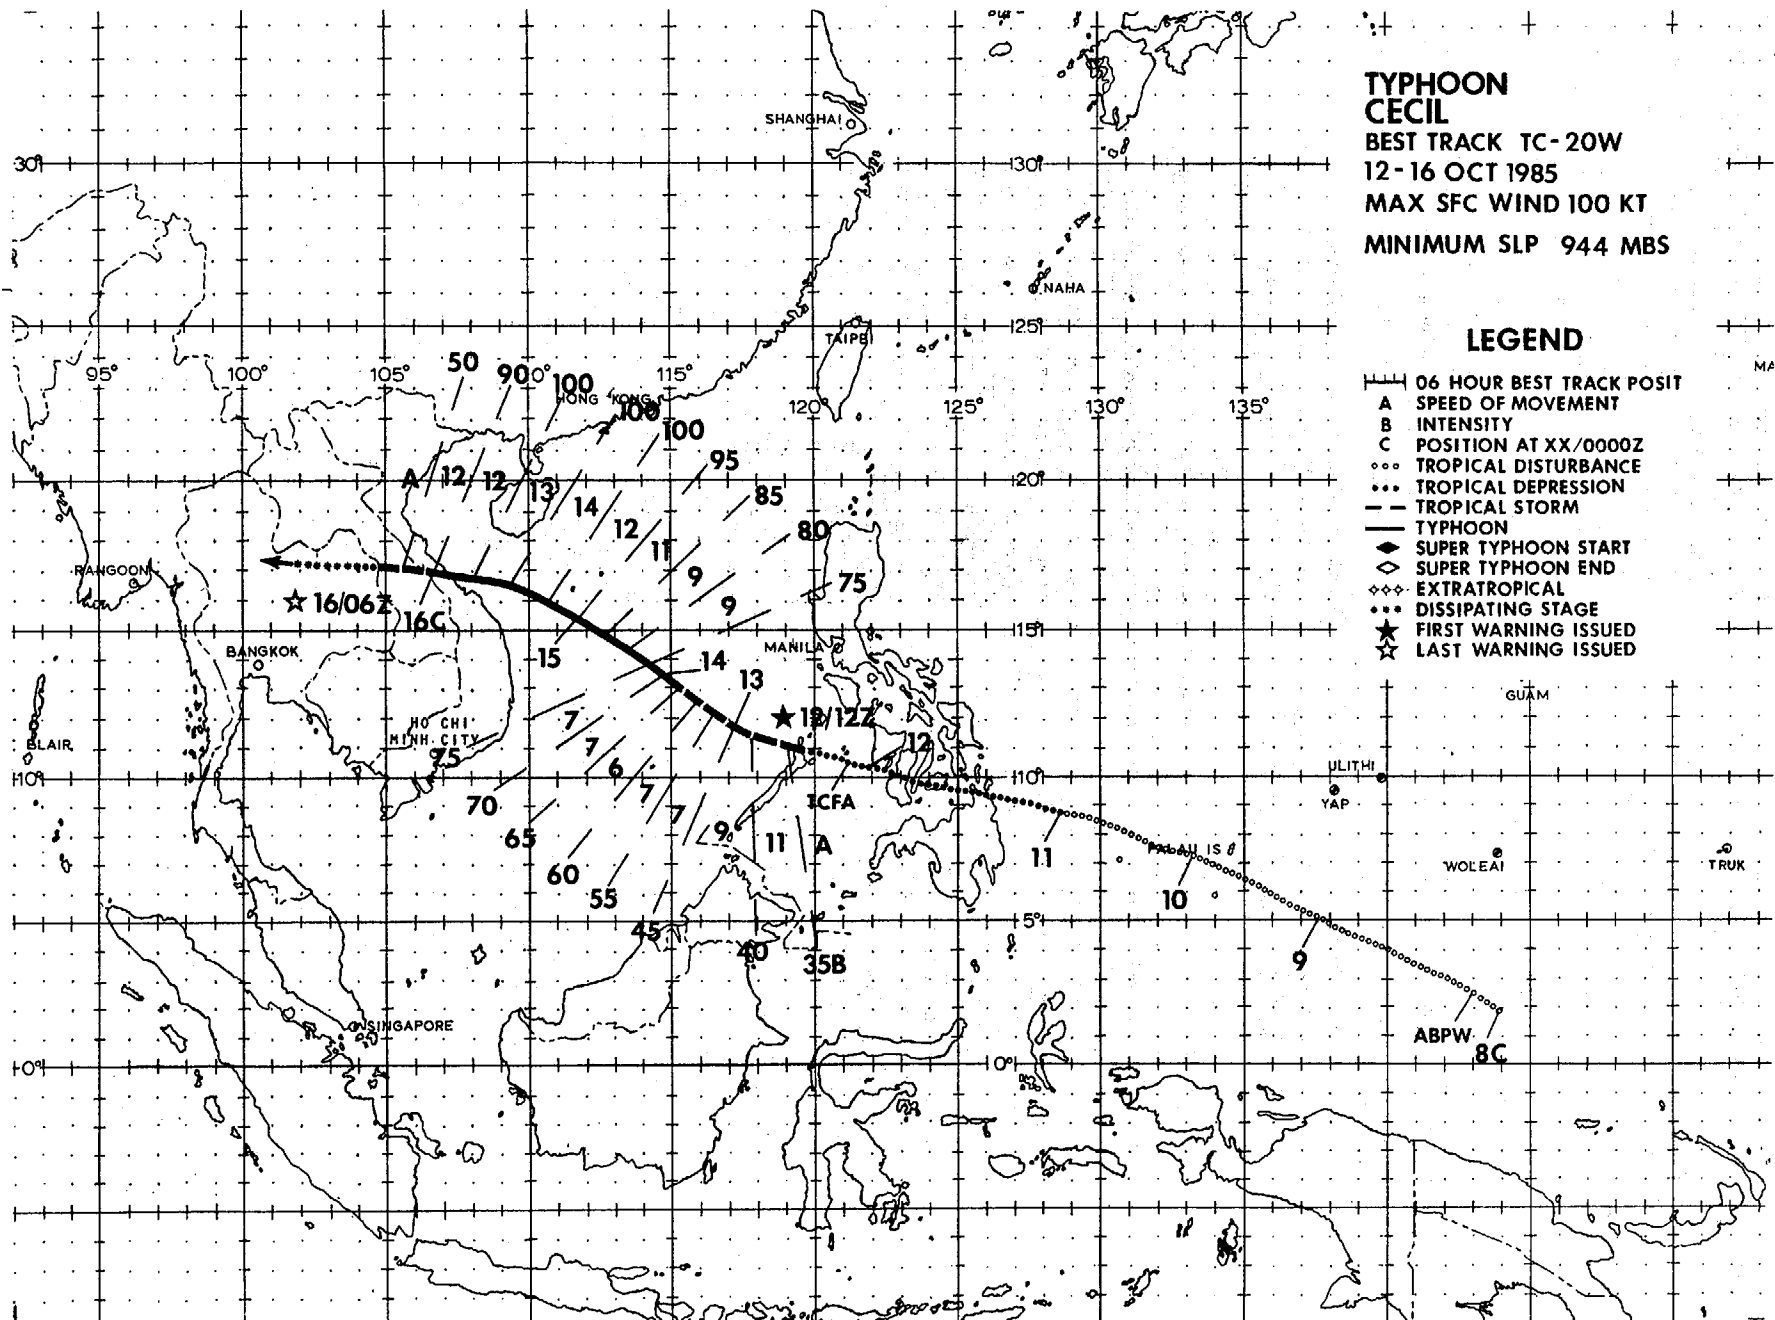 TYPHOON
CECIL
BEST TRACK TC-20W
12-16 OCT 1985
MAX SFC WIND 100 KT
MINIMUM SLP 944 MBS
LEGEND
06 HOUR BEST TRACK POSIT
A SPEED OF MOVEMENT
B INTENSITY
C POSITION AT XX/0000Z
TROPICAL DISTURBANCE
TROPICAL DEPRESSION
TROPICAL STORM
TYPHOON
SUPER TYPHOON START
SUPER TYPHOON END
EXTRATROPICAL
DISSIPATING STAGE
FIRST WARNING ISSUED
LAST WARNING ISSUED
SHANGHAI
30° 30°
NAHA
25°
TAIPEI
MA
50 90 100
95° 100° 105° 110° 115°
HONG KONG
100
120° 125° 130° 135°
100
95
A 12 12 13 20°
85
14
12 80
11
RANGOON 9 75
16/06Z 9
16C
15°
BANGKOK 15 MANILA
14
13
GUAM
7 12/12Z
HO CHI
MINH CITY
BLAIR 7 12
75
10° 6 10° ULITHI
70 7 TCFA YAP
65 7 9 11 A
11 PALAU IS
60 WOLEAI TRUK
55 10
5°
45
40 35B 9
SINGAPORE
ABPW
8C
0° 0°